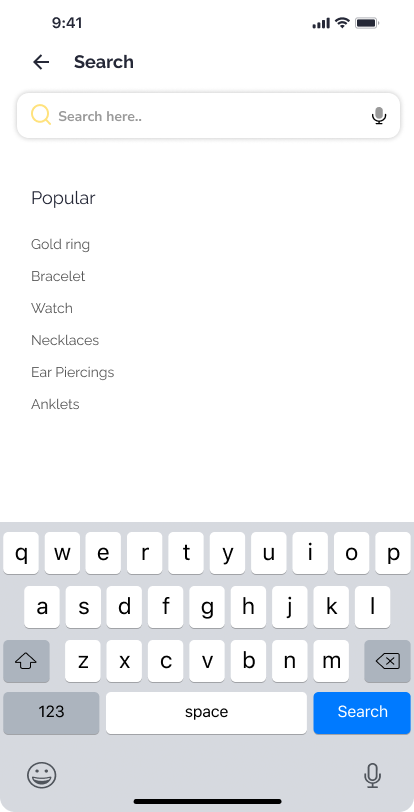 9:41
Search
Search here..
Popular
Gold ring
Bracelet
Watch
Necklaces
Ear Piercings
Anklets
q w e r t y u i o p
a s d f g h j k l
z x c v b n m
123 space Search